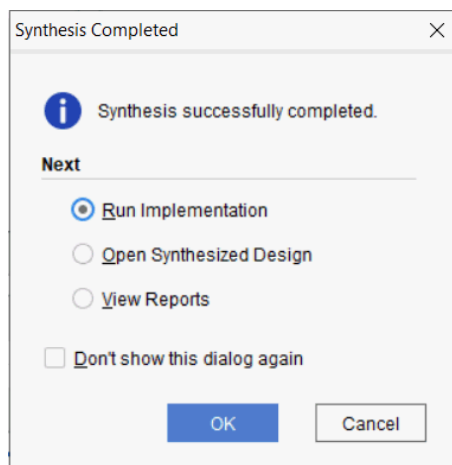 Synthesis Completed
Synthesis successfully completed.
Next
Run Implementation
Open Synthesized Design
View Reports
Don't show this dialog again
OK Cancel